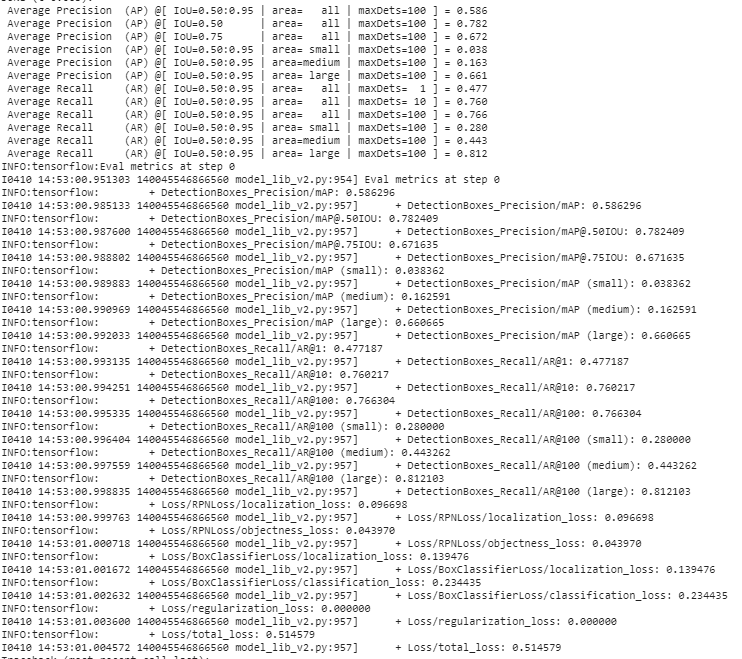 Average Precision  (AP) @[ IoU=0.50:0.95 | area=   all | maxDets=100 ] = 0.586
 Average Precision  (AP) @[ IoU=0.50      | area=   all | maxDets=100 ] = 0.782
 Average Precision  (AP) @[ IoU=0.75      | area=   all | maxDets=100 ] = 0.672
 Average Precision  (AP) @[ IoU=0.50:0.95 | area= small | maxDets=100 ] = 0.038
 Average Precision  (AP) @[ IoU=0.50:0.95 | area=medium | maxDets=100 ] = 0.163
 Average Precision  (AP) @[ IoU=0.50:0.95 | area= large | maxDets=100 ] = 0.661
 Average Recall     (AR) @[ IoU=0.50:0.95 | area=   all | maxDets=  1 ] = 0.477
 Average Recall     (AR) @[ IoU=0.50:0.95 | area=   all | maxDets= 10 ] = 0.760
 Average Recall     (AR) @[ IoU=0.50:0.95 | area=   all | maxDets=100 ] = 0.766
 Average Recall     (AR) @[ IoU=0.50:0.95 | area= small | maxDets=100 ] = 0.280
 Average Recall     (AR) @[ IoU=0.50:0.95 | area=medium | maxDets=100 ] = 0.443
 Average Recall     (AR) @[ IoU=0.50:0.95 | area= large | maxDets=100 ] = 0.812
INFO:tensorflow:Eval metrics at step 0
I0410 14:53:00.951303 140045546866560 model_lib_v2.py:954] Eval metrics at step 0
INFO:tensorflow:	+ DetectionBoxes_Precision/mAP: 0.586296
I0410 14:53:00.985133 140045546866560 model_lib_v2.py:957]	+ DetectionBoxes_Precision/mAP: 0.586296
INFO:tensorflow:	+ DetectionBoxes_Precision/mAP@.50IOU: 0.782409
I0410 14:53:00.987600 140045546866560 model_lib_v2.py:957]	+ DetectionBoxes_Precision/mAP@.50IOU: 0.782409
INFO:tensorflow:	+ DetectionBoxes_Precision/mAP@.75IOU: 0.671635
I0410 14:53:00.988802 140045546866560 model_lib_v2.py:957]	+ DetectionBoxes_Precision/mAP@.75IOU: 0.671635
INFO:tensorflow:	+ DetectionBoxes_Precision/mAP (small): 0.038362
I0410 14:53:00.989883 140045546866560 model_lib_v2.py:957]	+ DetectionBoxes_Precision/mAP (small): 0.038362
INFO:tensorflow:	+ DetectionBoxes_Precision/mAP (medium): 0.162591
I0410 14:53:00.990969 140045546866560 model_lib_v2.py:957]	+ DetectionBoxes_Precision/mAP (medium): 0.162591
INFO:tensorflow:	+ DetectionBoxes_Precision/mAP (large): 0.660665
I0410 14:53:00.992033 140045546866560 model_lib_v2.py:957]	+ DetectionBoxes_Precision/mAP (large): 0.660665
INFO:tensorflow:	+ DetectionBoxes_Recall/AR@1: 0.477187
I0410 14:53:00.993135 140045546866560 model_lib_v2.py:957]	+ DetectionBoxes_Recall/AR@1: 0.477187
INFO:tensorflow:	+ DetectionBoxes_Recall/AR@10: 0.760217
I0410 14:53:00.994251 140045546866560 model_lib_v2.py:957]	+ DetectionBoxes_Recall/AR@10: 0.760217
INFO:tensorflow:	+ DetectionBoxes_Recall/AR@100: 0.766304
I0410 14:53:00.995335 140045546866560 model_lib_v2.py:957]	+ DetectionBoxes_Recall/AR@100: 0.766304
INFO:tensorflow:	+ DetectionBoxes_Recall/AR@100 (small): 0.280000
I0410 14:53:00.996404 140045546866560 model_lib_v2.py:957]	+ DetectionBoxes_Recall/AR@100 (small): 0.280000
INFO:tensorflow:	+ DetectionBoxes_Recall/AR@100 (medium): 0.443262
I0410 14:53:00.997559 140045546866560 model_lib_v2.py:957]	+ DetectionBoxes_Recall/AR@100 (medium): 0.443262
INFO:tensorflow:	+ DetectionBoxes_Recall/AR@100 (large): 0.812103
I0410 14:53:00.998835 140045546866560 model_lib_v2.py:957]	+ DetectionBoxes_Recall/AR@100 (large): 0.812103
INFO:tensorflow:	+ Loss/RPNLoss/localization_loss: 0.096698
I0410 14:53:00.999763 140045546866560 model_lib_v2.py:957]	+ Loss/RPNLoss/localization_loss: 0.096698
INFO:tensorflow:	+ Loss/RPNLoss/objectness_loss: 0.043970
I0410 14:53:01.000718 140045546866560 model_lib_v2.py:957]	+ Loss/RPNLoss/objectness_loss: 0.043970
INFO:tensorflow:	+ Loss/BoxClassifierLoss/localization_loss: 0.139476
I0410 14:53:01.001672 140045546866560 model_lib_v2.py:957]	+ Loss/BoxClassifierLoss/localization_loss: 0.139476
INFO:tensorflow:	+ Loss/BoxClassifierLoss/classification_loss: 0.234435
I0410 14:53:01.002632 140045546866560 model_lib_v2.py:957]	+ Loss/BoxClassifierLoss/classification_loss: 0.234435
INFO:tensorflow:	+ Loss/regularization_loss: 0.000000
I0410 14:53:01.003600 140045546866560 model_lib_v2.py:957]	+ Loss/regularization_loss: 0.000000
INFO:tensorflow:	+ Loss/total_loss: 0.514579
I0410 14:53:01.004572 140045546866560 model_lib_v2.py:957]	+ Loss/total_loss: 0.514579